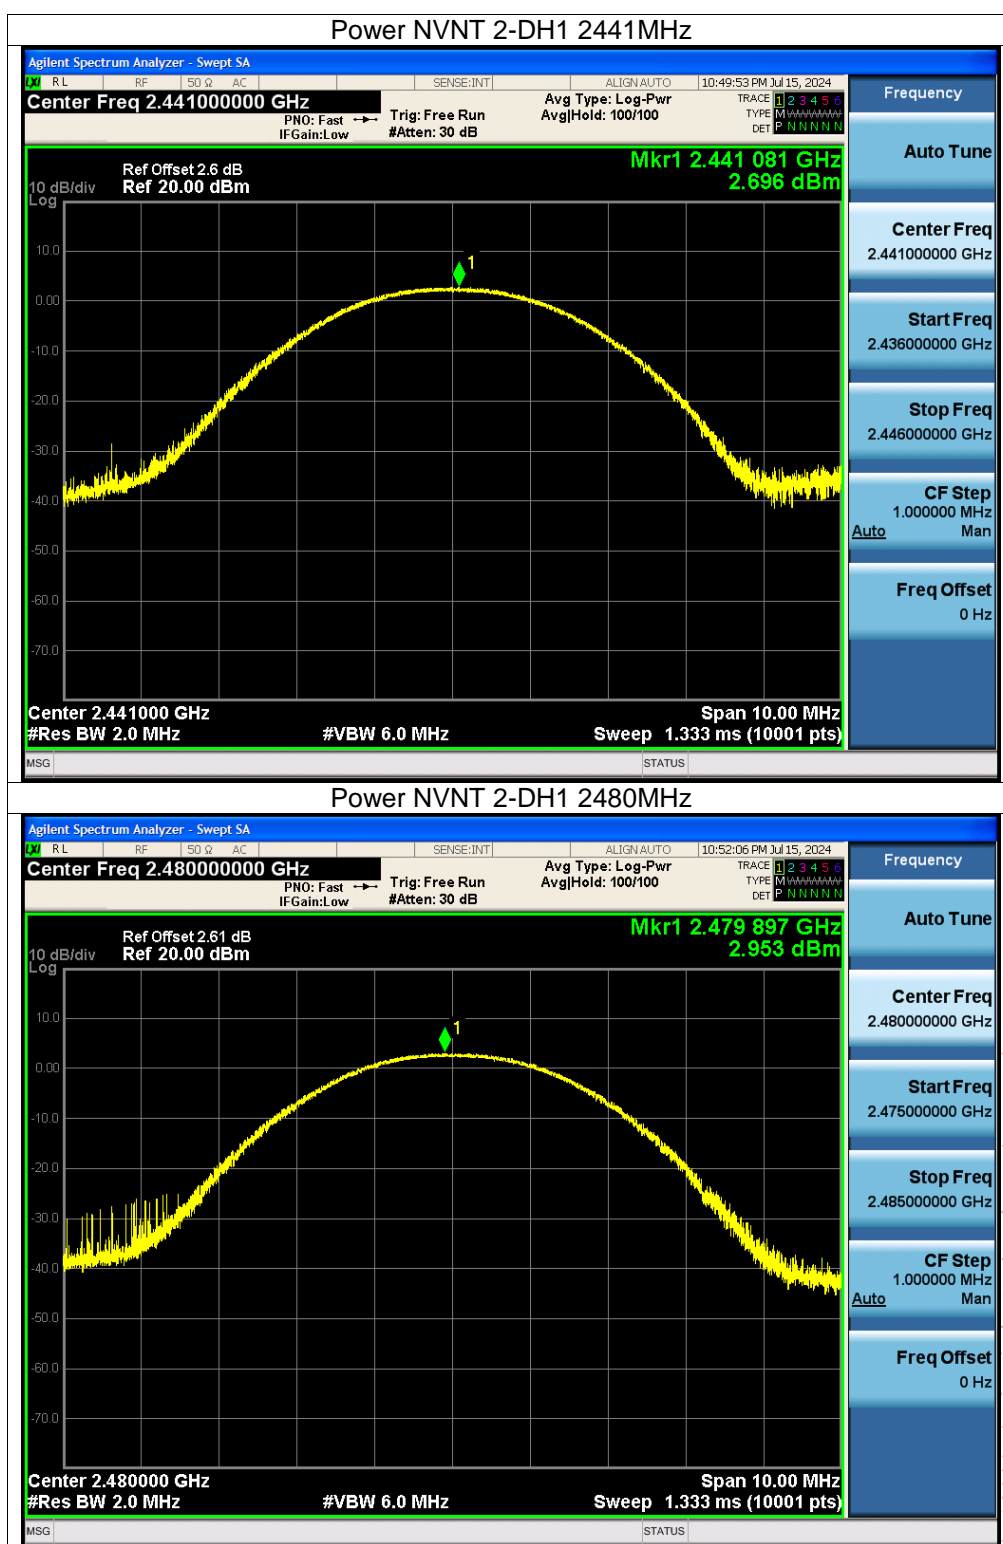 Power NVNT 2-DH1 2441MHz
Agilent Spectrum Analyzer - Swept SA
LXI RL RF 50 Ω AC SENSE:INT ALIGN AUTO 10:49:53 PM Jul 15, 2024
Center Freq 2.441000000 GHz
PNO: Fast
IFGain:Low
Trig: Free Run
#Atten: 30 dB
Avg Type: Log-Pwr
Avg|Hold: 100/100
TRACE 1 2 3 4 5 6
TYPE MWWWWW
DET P N N N N N
Frequency
Auto Tune
Center Freq
2.441000000 GHz
Start Freq
2.436000000 GHz
Stop Freq
2.446000000 GHz
CF Step
1.000000 MHz
Auto Man
Freq Offset
0 Hz
Mkr1 2.441 081 GHz
2.696 dBm
Ref Offset 2.6 dB
10 dB/div Ref 20.00 dBm
Log
1
10.0
0.00
-10.0
-20.0
-30.0
-40.0
-50.0
-60.0
-70.0
Center 2.441000 GHz Span 10.00 MHz
#Res BW 2.0 MHz #VBW 6.0 MHz Sweep 1.333 ms (10001 pts)
MSG STATUS
Power NVNT 2-DH1 2480MHz
Agilent Spectrum Analyzer - Swept SA
LXI RL RF 50 Ω AC SENSE:INT ALIGN AUTO 10:52:06 PM Jul 15, 2024
Center Freq 2.480000000 GHz
PNO: Fast
IFGain:Low
Trig: Free Run
#Atten: 30 dB
Avg Type: Log-Pwr
Avg|Hold: 100/100
TRACE 1 2 3 4 5 6
TYPE MWWWWW
DET P N N N N N
Frequency
Auto Tune
Center Freq
2.480000000 GHz
Start Freq
2.475000000 GHz
Stop Freq
2.485000000 GHz
CF Step
1.000000 MHz
Auto Man
Freq Offset
0 Hz
Mkr1 2.479 897 GHz
2.953 dBm
Ref Offset 2.61 dB
10 dB/div Ref 20.00 dBm
Log
1
10.0
0.00
-10.0
-20.0
-30.0
-40.0
-50.0
-60.0
-70.0
Center 2.480000 GHz Span 10.00 MHz
#Res BW 2.0 MHz #VBW 6.0 MHz Sweep 1.333 ms (10001 pts)
MSG STATUS